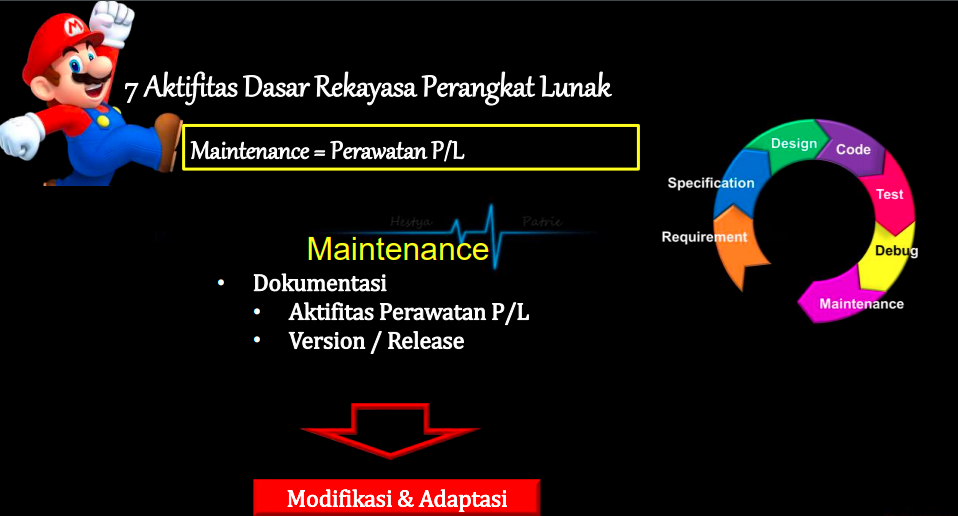 7 Aktifitas Dasar Rekayasa Perangkat Lunak
Maintenance = Perawatan P/L
Hestya Patrie
Maintenance
• Dokumentasi
• Aktifitas Perawatan P/L
• Version / Release
Modifikasi & Adaptasi
Requirement
Specification
Design
Code
Test
Debug
Maintenance
M